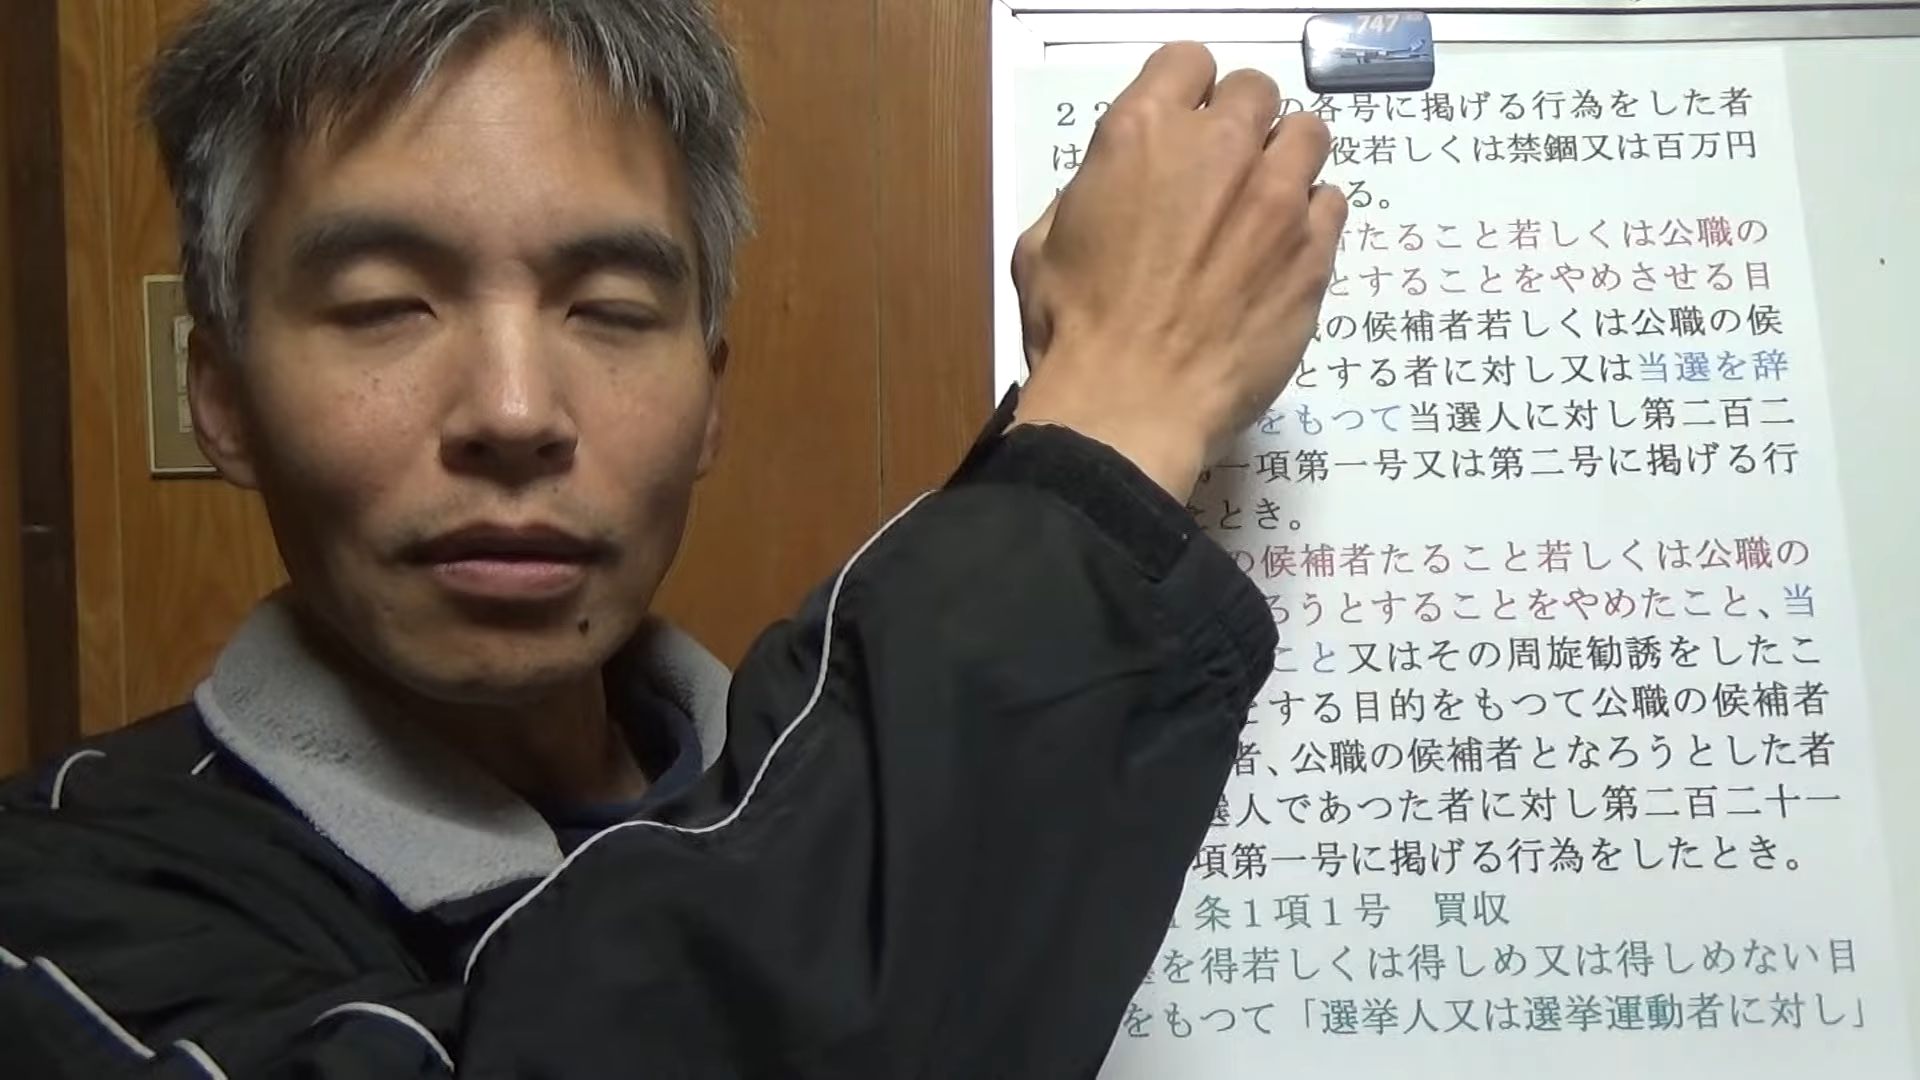 747
22
の各号に掲げる行為をした者
は
役若しくは禁錮又は百万円
る。
たること若しくは公職の
とすることをやめさせる目
の候補者若しくは公職の候
とする者に対し又は当選を辞
をもつて当選人に対し第二百二
一項第一号又は第二号に掲げる行
とき。
の候補者たること若しくは公職の
ろうとすることをやめたこと、当
こと又はその周旋勧誘をしたこ
とする目的をもつて公職の候補者
者、公職の候補者となろうとした者
選人であつた者に対し第二百二十一
項第一号に掲げる行為をしたとき。
1条1項1号　買収
を得若しくは得しめ又は得しめない目
をもつて「選挙人又は選挙運動者に対し」